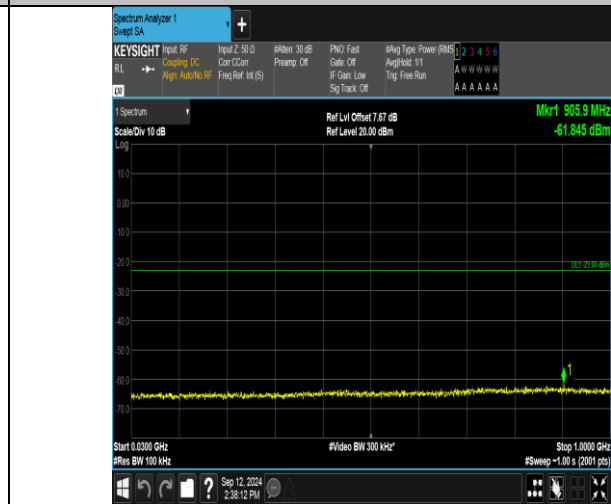 Spectrum Analyzer 1
Swept SA
+
KEYSIGHT
RL
LXI
Input: RF
Coupling: DC
Align: Auto/No RF
Input Z: 50 Ω
Corr CCorr
Freq Ref: Int (S)
#Atten: 30 dB
Preamp: Off
PNO: Fast
Gate: Off
IF Gain: Low
Sig Track: Off
#Avg Type: Power (RMS
Avg|Hold: 1/1
Trig: Free Run
1 2 3 4 5 6
A W W W W W
A A A A A A
1 Spectrum
Scale/Div 10 dB
Log
Ref Lvl Offset 7.67 dB
Ref Level 20.00 dBm
Mkr1 905.9 MHz
-61.845 dBm
10.0
0.00
-10.0
-20.0
DL1 -23.00 dBm
-30.0
-40.0
-50.0
1
-60.0
-70.0
Start 0.0300 GHz
#Res BW 100 kHz
#Video BW 300 kHz*
Stop 1.0000 GHz
#Sweep ~1.00 s (2001 pts)
?
Sep 12, 2024
2:38:12 PM